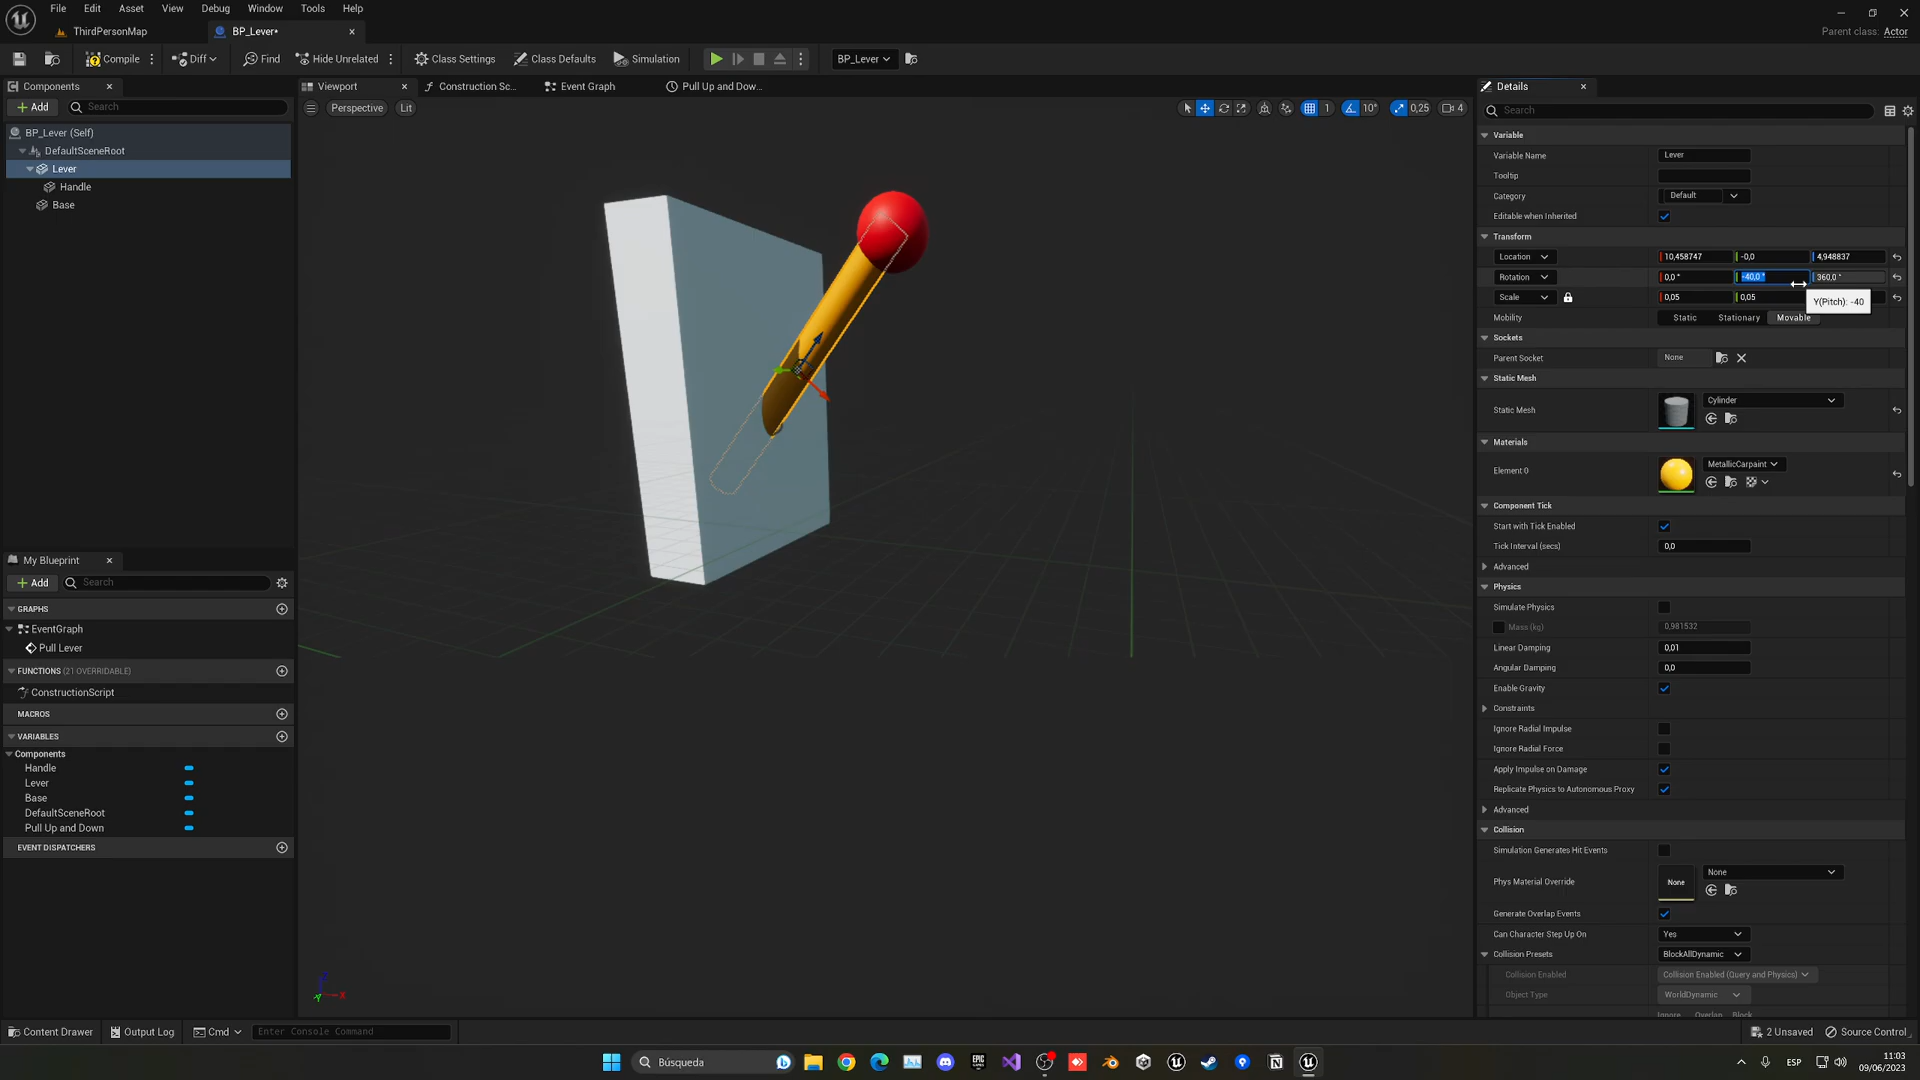 File Edit Asset View Debug Window Tools Help
ThirdPersonMap
BP_Lever•
Parent class: Actor
Compile
Diff
Find
Hide Unrelated
Class Settings
Class Defaults
Simulation
BP_Lever
Components
Viewport
Construction Sc...
Event Graph
Pull Up and Dow...
Details
Add
Search
Perspective
Lit
1
10°
0,25
4
Search
BP_Lever (Self)
DefaultSceneRoot
Lever
Handle
Base
Variable
Variable Name
Lever
Tooltip
Category
Default
Editable when Inherited
Transform
Location
10,458747
-0,0
4,948837
Rotation
0,0 °
-40,0 °
360,0 °
Scale
0,05
0,05
Y(Pitch): -40
Mobility
Static
Stationary
Movable
Sockets
Parent Socket
None
Static Mesh
Static Mesh
Cylinder
Materials
Element 0
MetallicCarpaint
Component Tick
Start with Tick Enabled
Tick Interval (secs)
0,0
Advanced
Physics
Simulate Physics
Mass (kg)
0,981532
Linear Damping
0,01
Angular Damping
0,0
Enable Gravity
Constraints
Ignore Radial Impulse
Ignore Radial Force
Apply Impulse on Damage
Replicate Physics to Autonomous Proxy
Advanced
Collision
Simulation Generates Hit Events
Phys Material Override
None
None
Generate Overlap Events
Can Character Step Up On
Yes
Collision Presets
BlockAllDynamic
Collision Enabled
Collision Enabled (Query and Physics)
Object Type
WorldDynamic
Ignore Overlap Block
My Blueprint
Add
Search
GRAPHS
EventGraph
Pull Lever
FUNCTIONS (21 OVERRIDABLE)
ConstructionScript
MACROS
VARIABLES
Components
Handle
Lever
Base
DefaultSceneRoot
Pull Up and Down
EVENT DISPATCHERS
Z
X
Y
Content Drawer
Output Log
Cmd
Enter Console Command
2 Unsaved
Source Control
Búsqueda
EPIC GAMES
ESP
11:03
09/06/2023